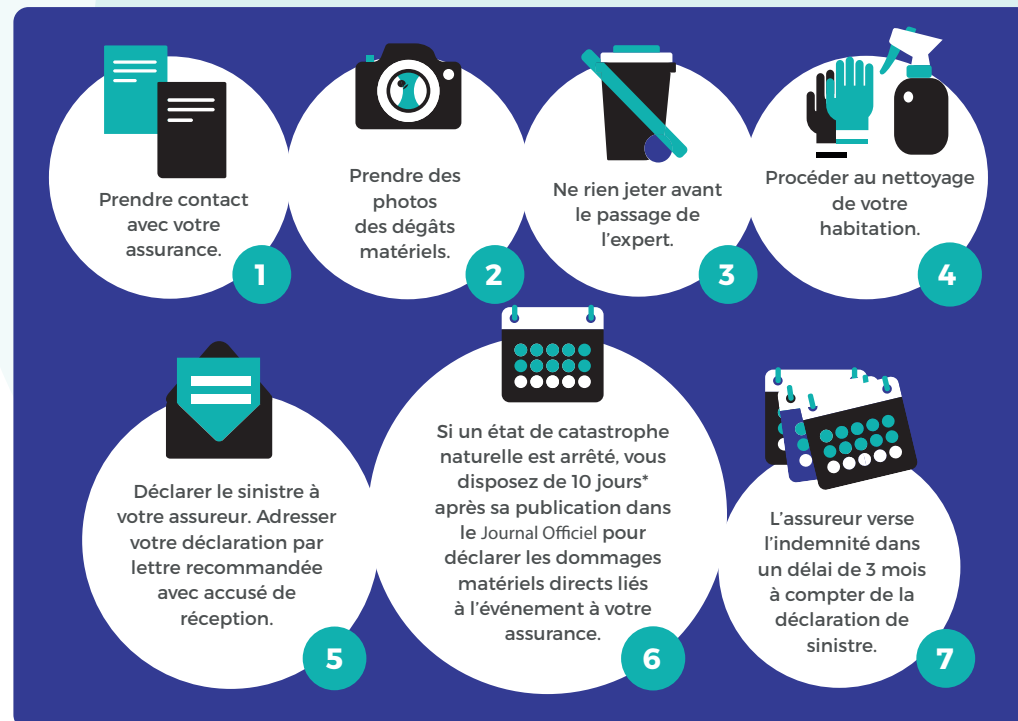 Prendre contact
avec votre
assurance.
1
Prendre des
photos
des dégâts
matériels.
2
Ne rien jeter avant
le passage de
l'expert.
3
Procéder au nettoyage
de votre
habitation.
4
Déclarer le sinistre à
votre assureur. Adresser
votre déclaration par
lettre recommandée
avec accusé de
réception.
5
Si un état de catastrophe
naturelle est arrêté, vous
disposez de 10 jours*
après sa publication dans
le Journal Officiel pour
déclarer les dommages
matériels directs liés
à l'événement à votre
assurance.
6
L'assureur verse
l'indemnité dans
un délai de 3 mois
à compter de la
déclaration de
sinistre.
7